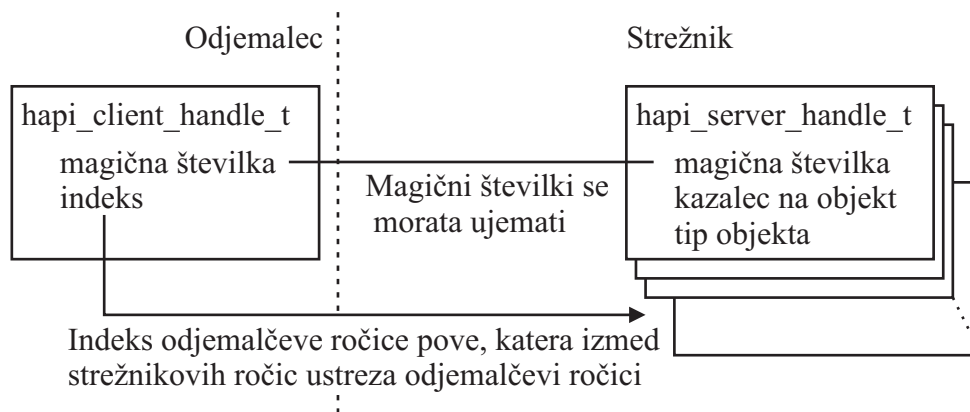 Odjemalec
Strežnik
hapi_client_handle_t
magična številka
indeks
Magični številki se
morata ujemati
hapi_server_handle_t
magična številka
kazalec na objekt
tip objekta
Indeks odjemalčeve ročice pove, katera izmed
strežnikovih ročic ustreza odjemalčevi ročici